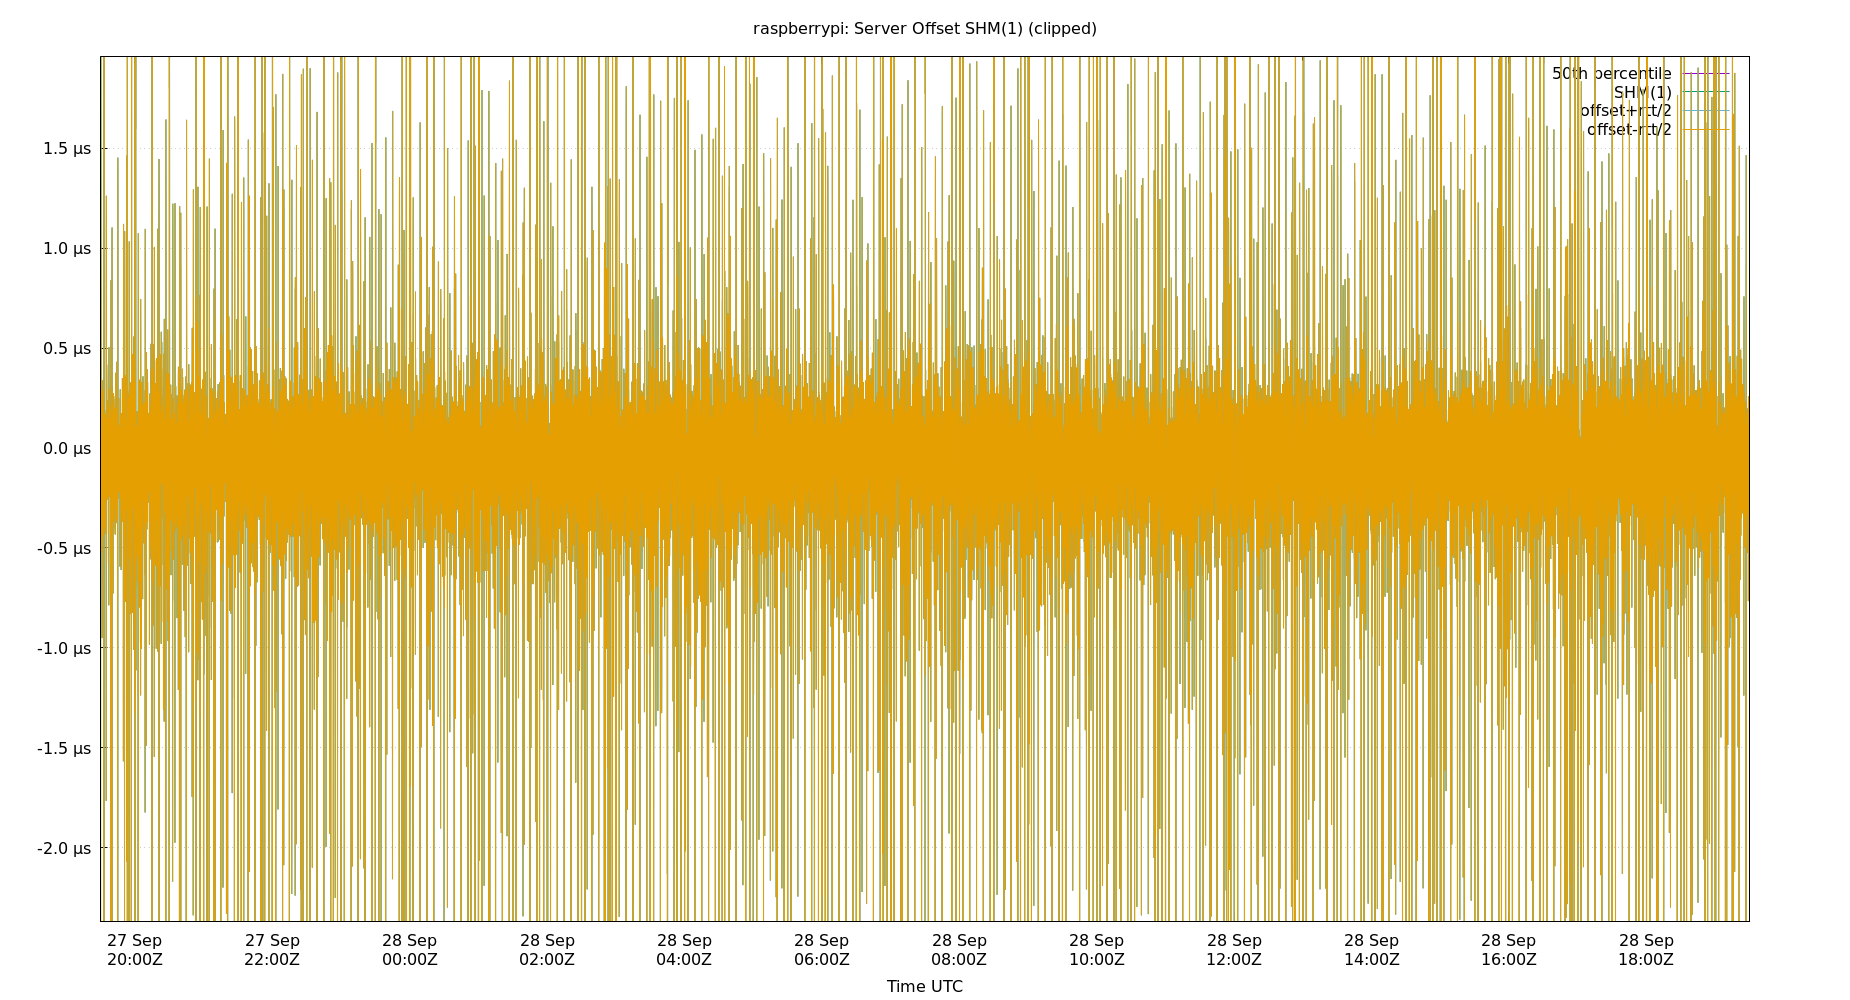 raspberrypi: Server Offset SHM(1) (clipped)
50th percentile
SHM(1)
offset+rtt/2
offset-rtt/2
1.5 µs
1.0 µs
0.5 µs
0.0 µs
-0.5 µs
-1.0 µs
-1.5 µs
-2.0 µs
27 Sep 27 Sep 28 Sep 28 Sep 28 Sep 28 Sep 28 Sep 28 Sep 28 Sep 28 Sep 28 Sep 28 Sep
20:00Z 22:00Z 00:00Z 02:00Z 04:00Z 06:00Z 08:00Z 10:00Z 12:00Z 14:00Z 16:00Z 18:00Z
Time UTC